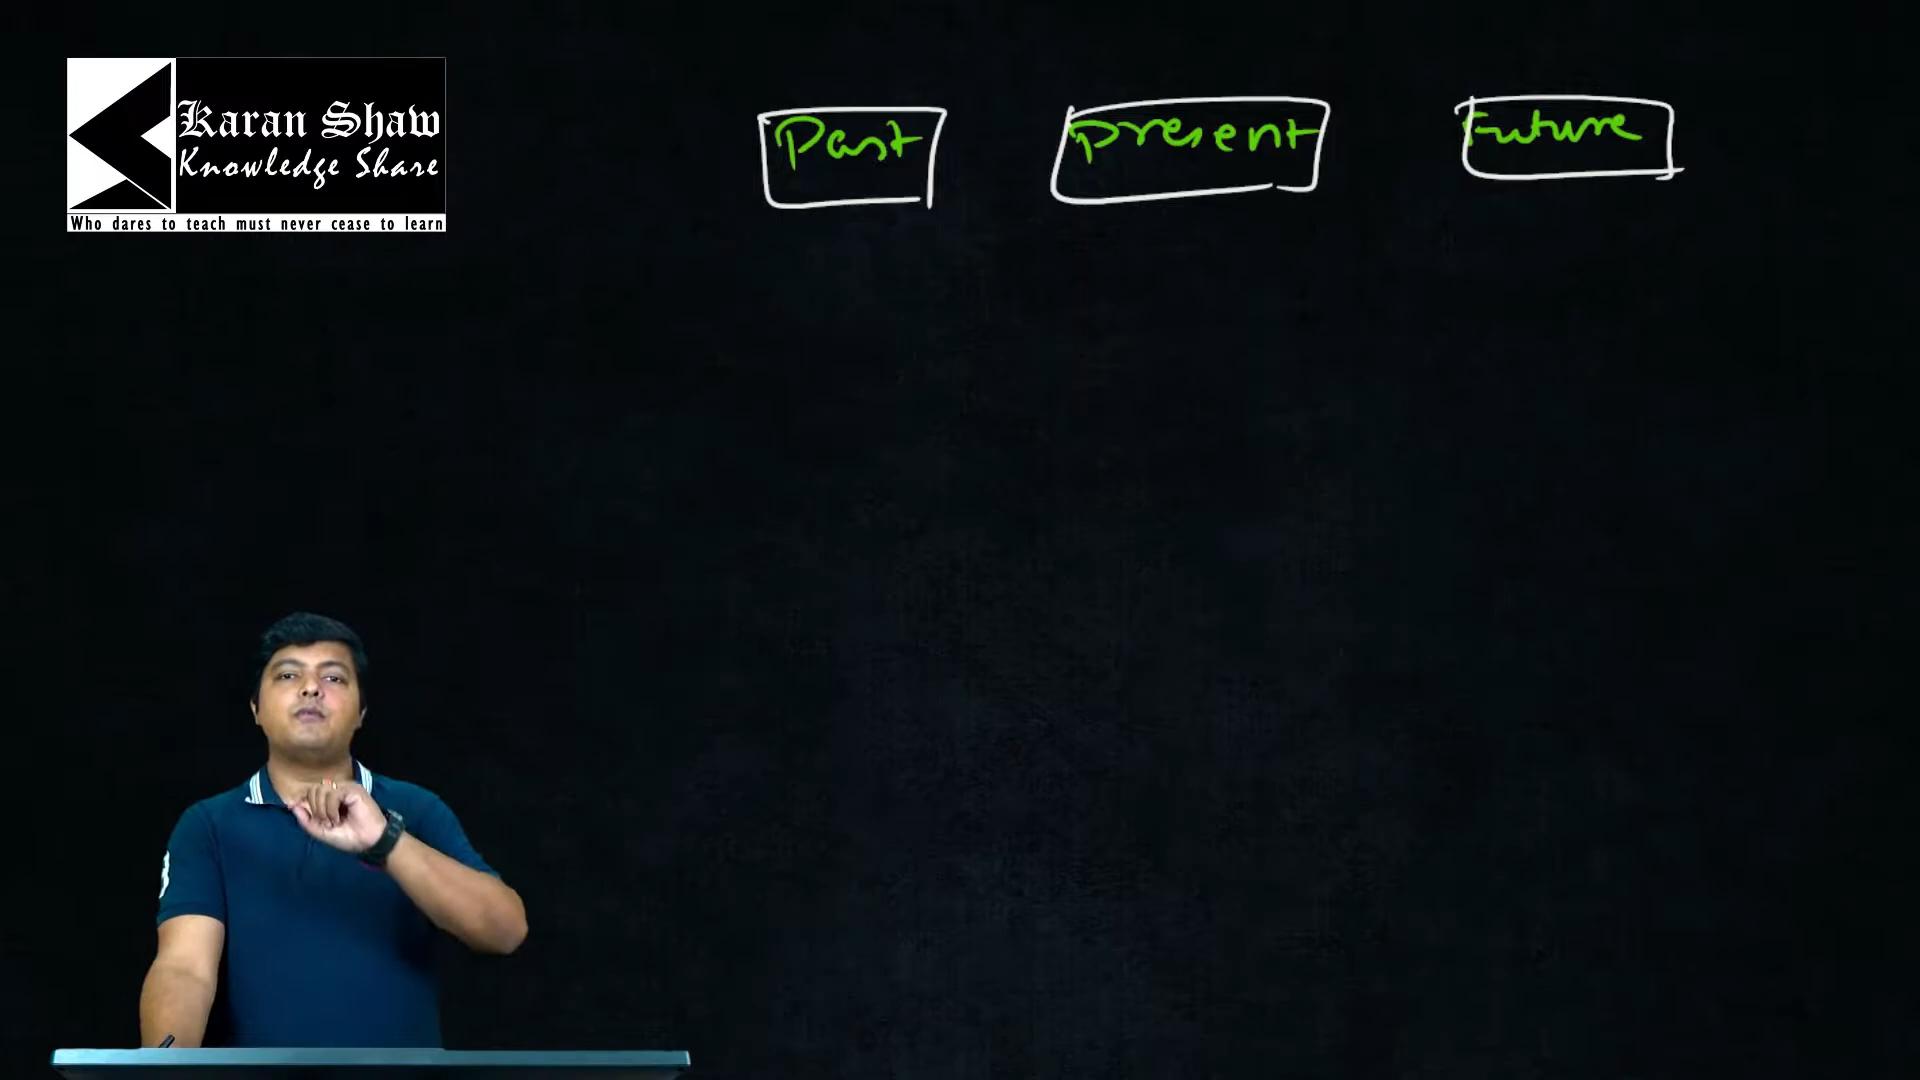 Karan Shaw
Knowledge Share
Who dares to teach must never cease to learn
Past Present Future